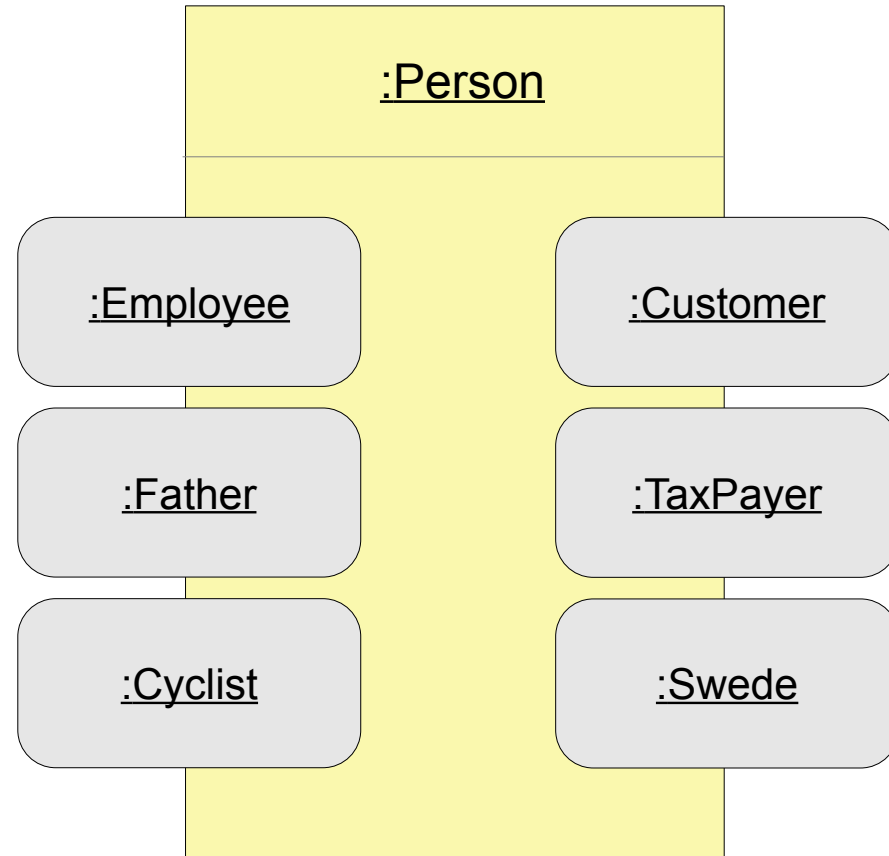 :Person
:Employee
:Customer
:Father
:TaxPayer
:Cyclist
:Swede